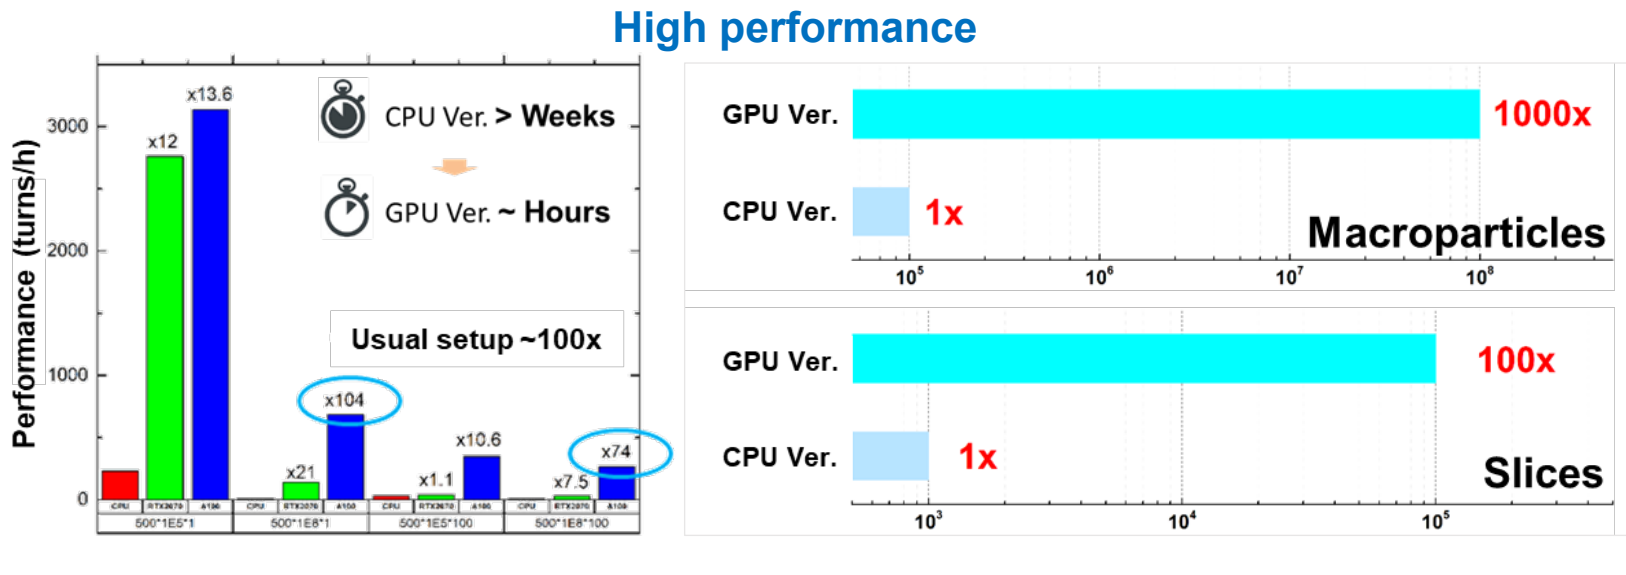 High performance
Performance (turns/h)
3000
2000
1000
0
x13.6
x12
CPU Ver. > Weeks
GPU Ver. ~ Hours
Usual setup ~100x
x104
x21
x10.6
x1.1
x74
x7.5
CPU RTX2070 A100 CPU RTX2070 A100 CPU RTX2070 A100 CPU RTX2070 A100
500*1E5*1 500*1E6*1 500*1E5*100 500*1E6*100
GPU Ver. 1000x
CPU Ver. 1x
Macroparticles
10⁵ 10⁶ 10⁷ 10⁸
GPU Ver. 100x
CPU Ver. 1x
Slices
10³ 10⁴ 10⁵